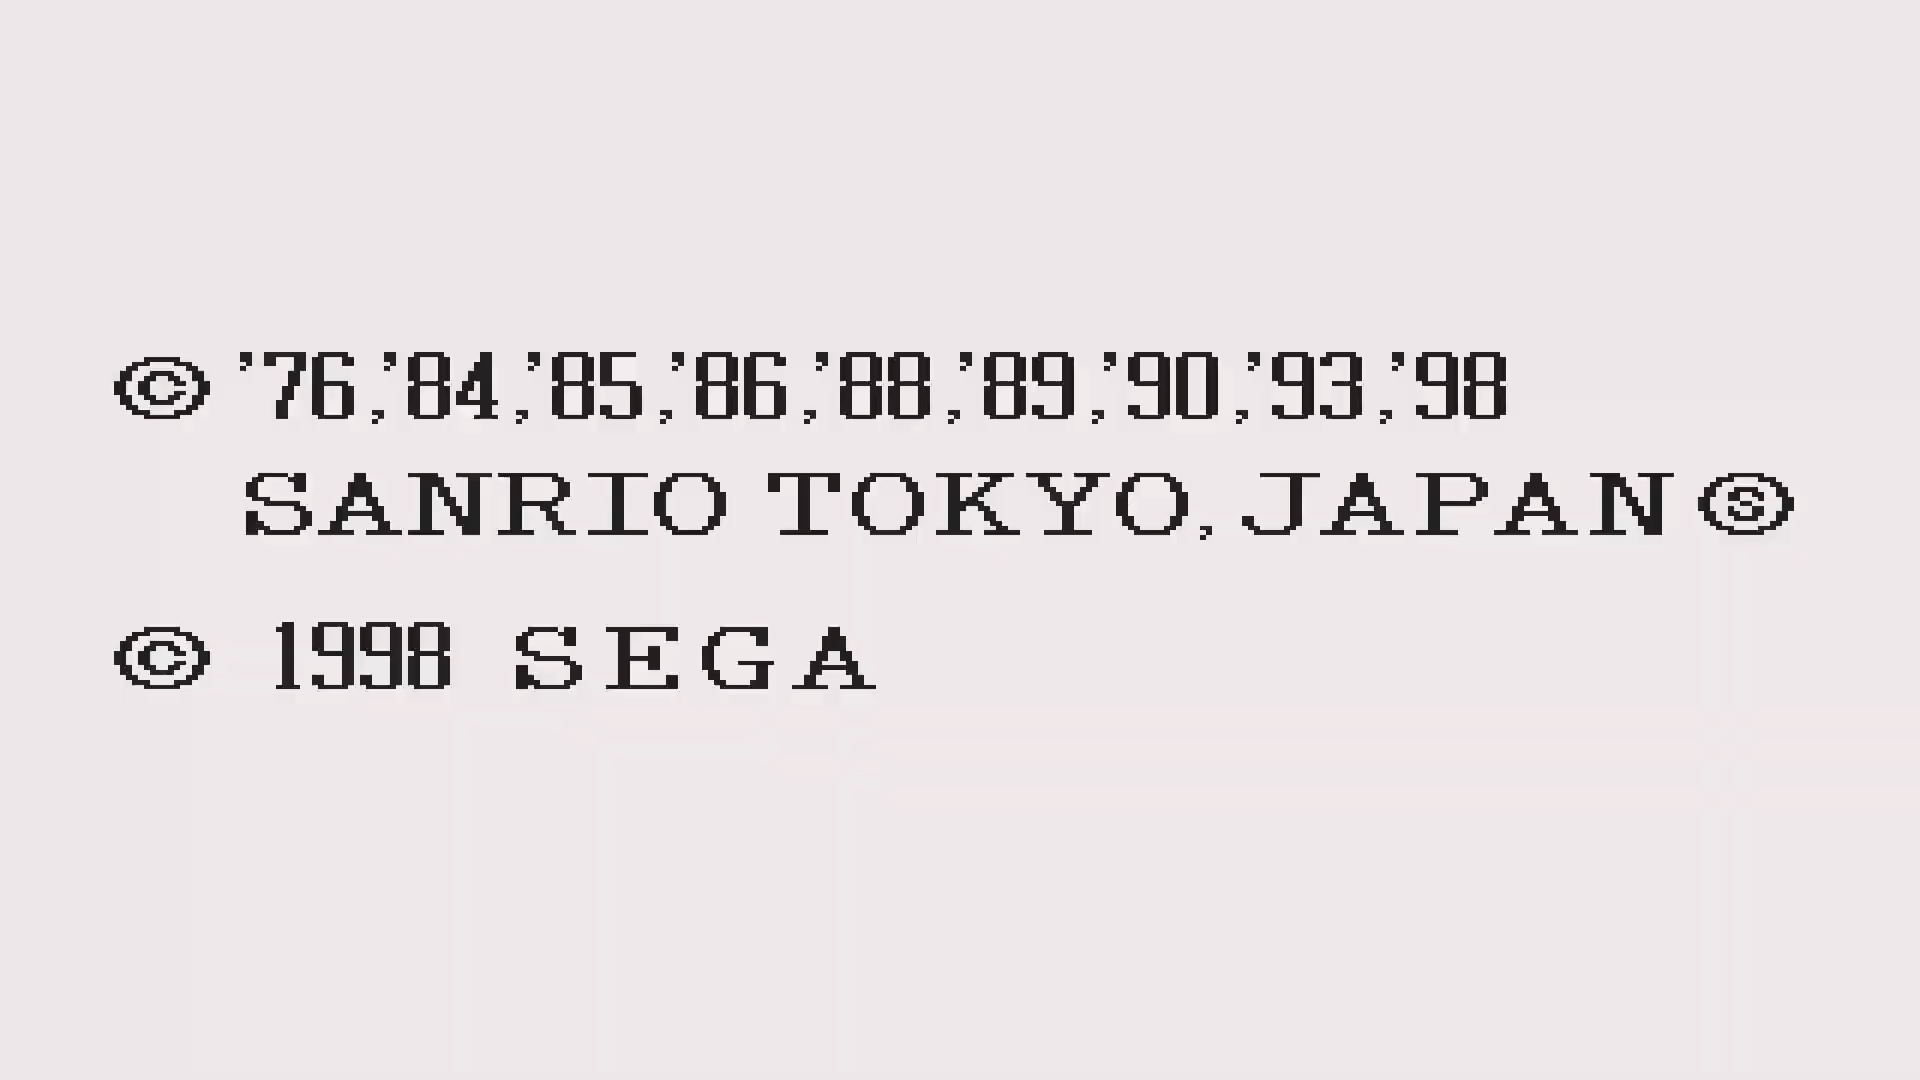 © '76,'84,'85,'86,'88,'89,'90,'93,'98
SANRIO TOKYO, JAPAN Ⓢ
© 1998 SEGA